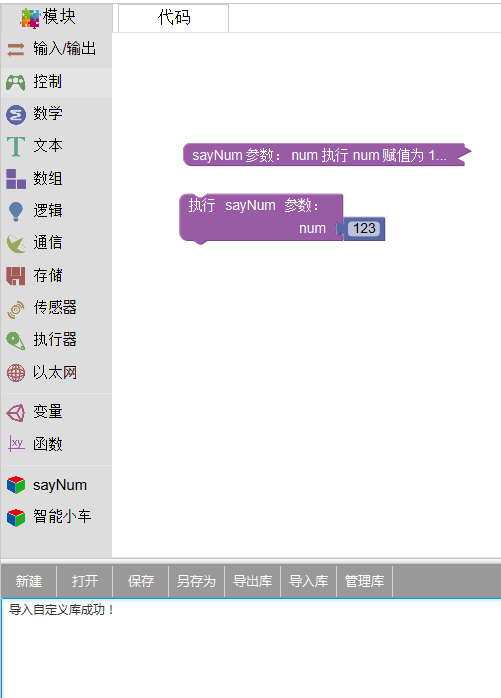 模块
代码
输入/输出
控制
数学
文本
数组
逻辑
通信
存储
传感器
执行器
以太网
变量
xy 函数
sayNum
智能小车
sayNum 参数： num 执行 num 赋值为 1...
执行 sayNum 参数：
num 123
新建 打开 保存 另存为 导出库 导入库 管理库
导入自定义库成功！